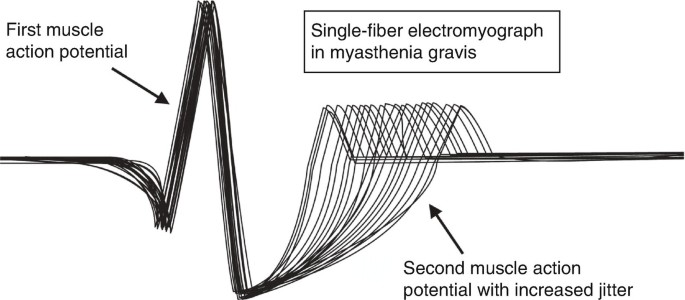 First muscle
action potential
Single-fiber electromyograph
in myasthenia gravis
Second muscle action
potential with increased jitter